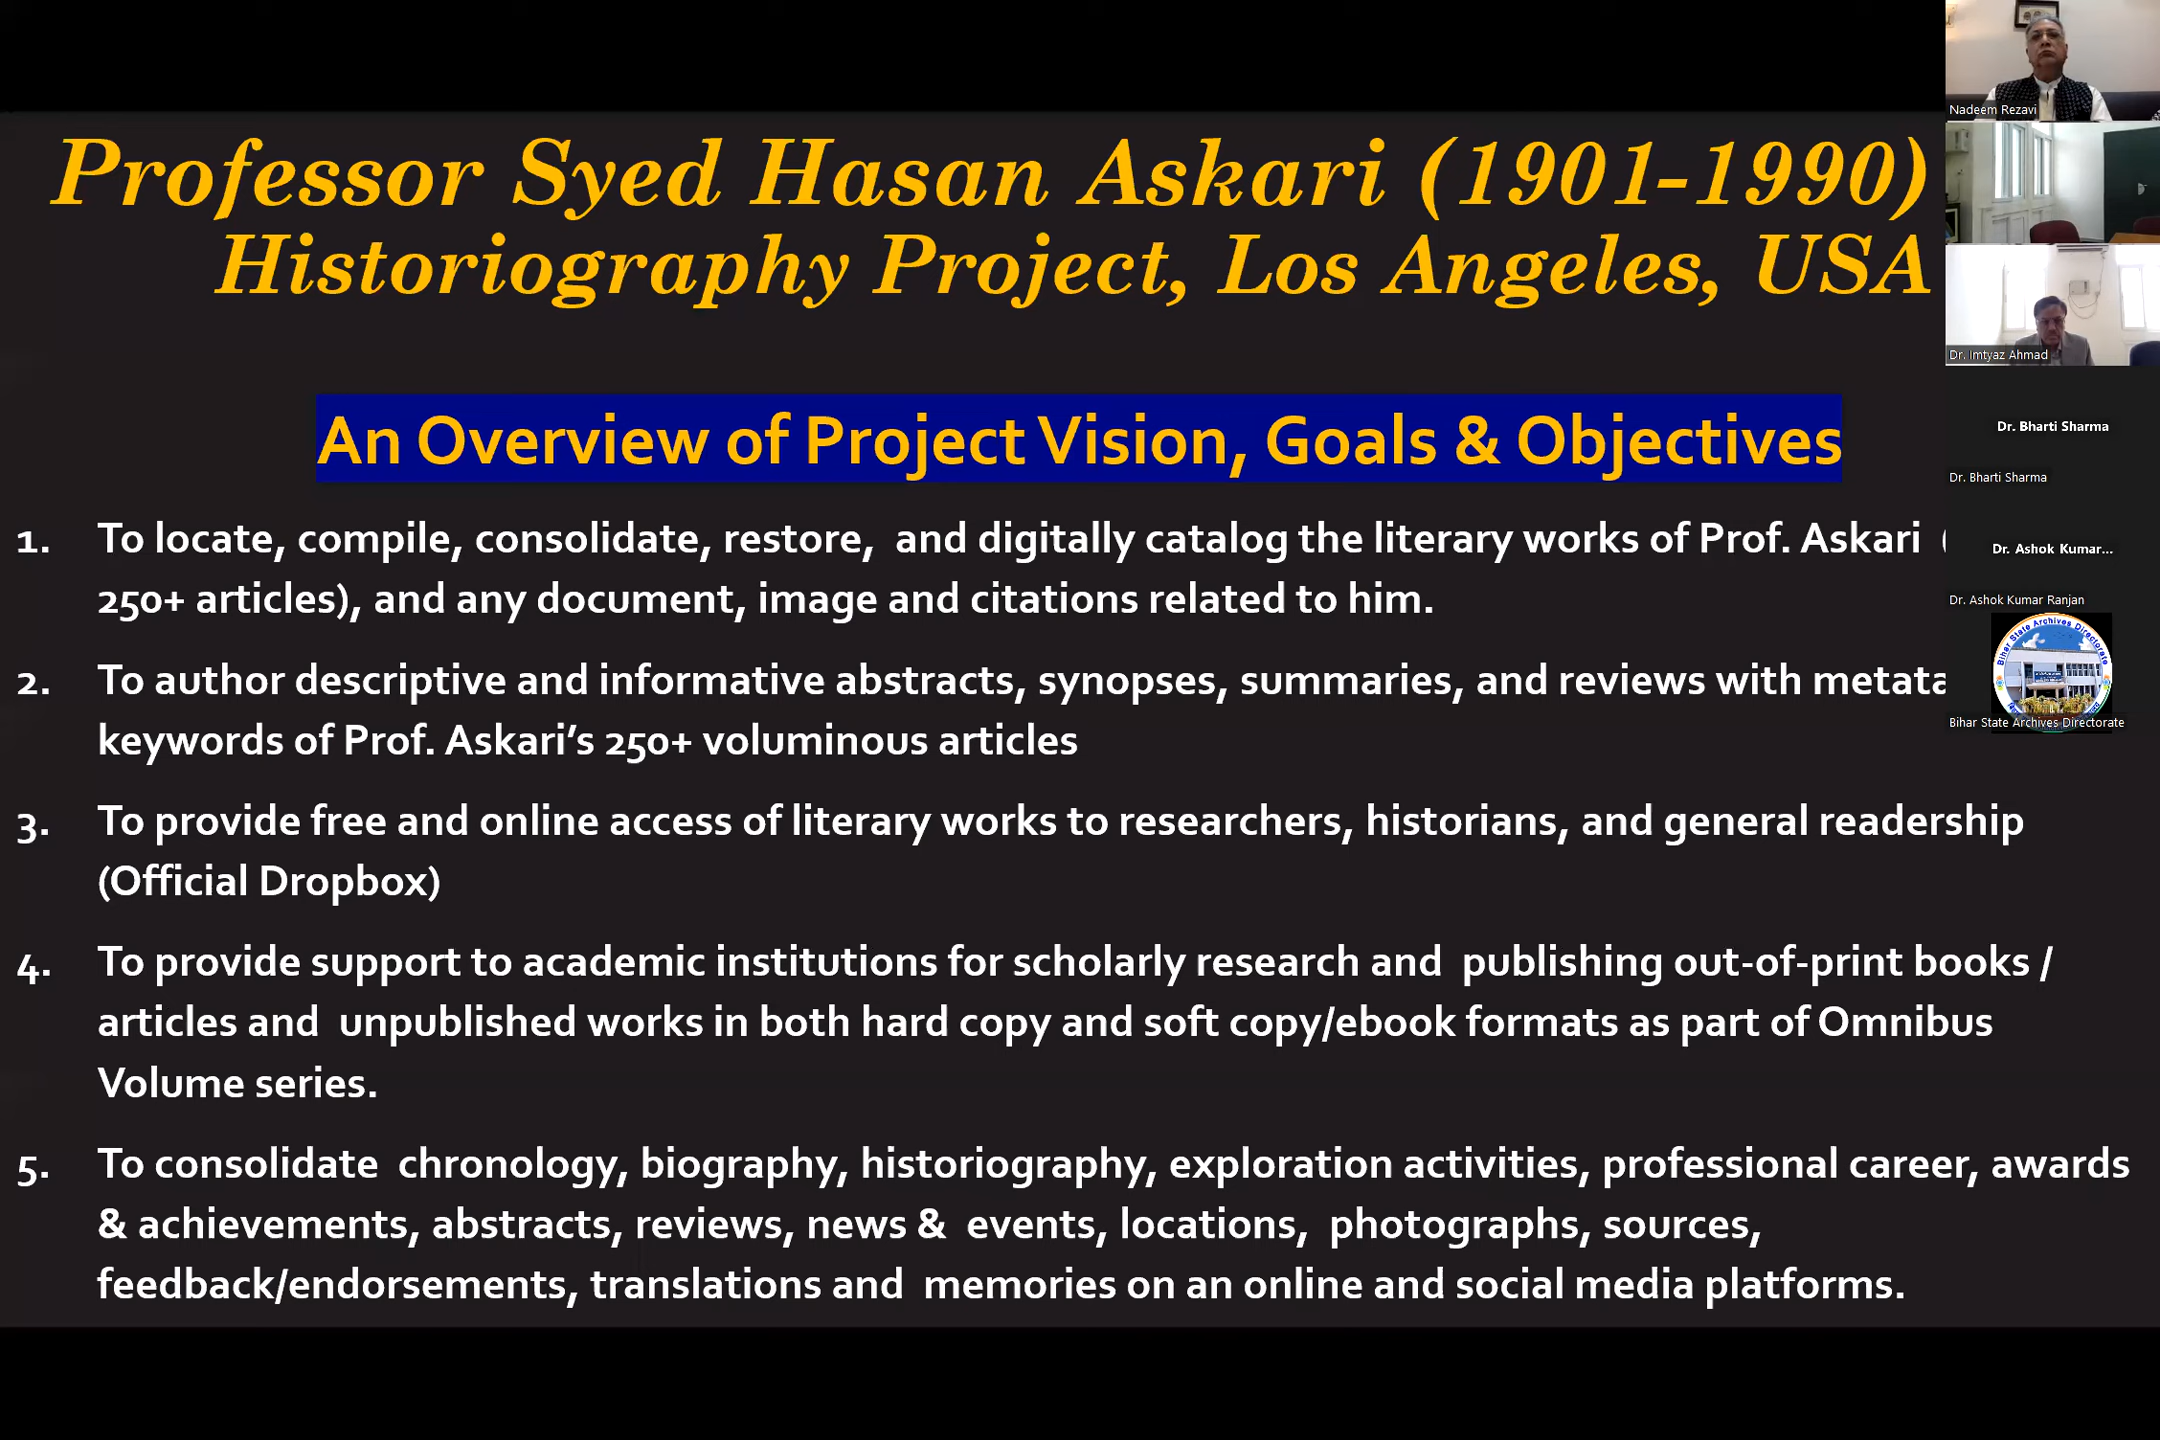 Professor Syed Hasan Askari (1901-1990)
Historiography Project, Los Angeles, USA
An Overview of Project Vision, Goals & Objectives
1. To locate, compile, consolidate, restore, and digitally catalog the literary works of Prof. Askari (
250+ articles), and any document, image and citations related to him.
2. To author descriptive and informative abstracts, synopses, summaries, and reviews with metata
keywords of Prof. Askari’s 250+ voluminous articles
3. To provide free and online access of literary works to researchers, historians, and general readership
(Official Dropbox)
4. To provide support to academic institutions for scholarly research and publishing out-of-print books /
articles and unpublished works in both hard copy and soft copy/ebook formats as part of Omnibus
Volume series.
5. To consolidate chronology, biography, historiography, exploration activities, professional career, awards
& achievements, abstracts, reviews, news & events, locations, photographs, sources,
feedback/endorsements, translations and memories on an online and social media platforms.
Nadeem Rezavi
Dr. Imtyaz Ahmad
Dr. Bharti Sharma
Dr. Bharti Sharma
Dr. Ashok Kumar...
Dr. Ashok Kumar Ranjan
Bihar State Archives Directorate
Bihar State Archives Directorate